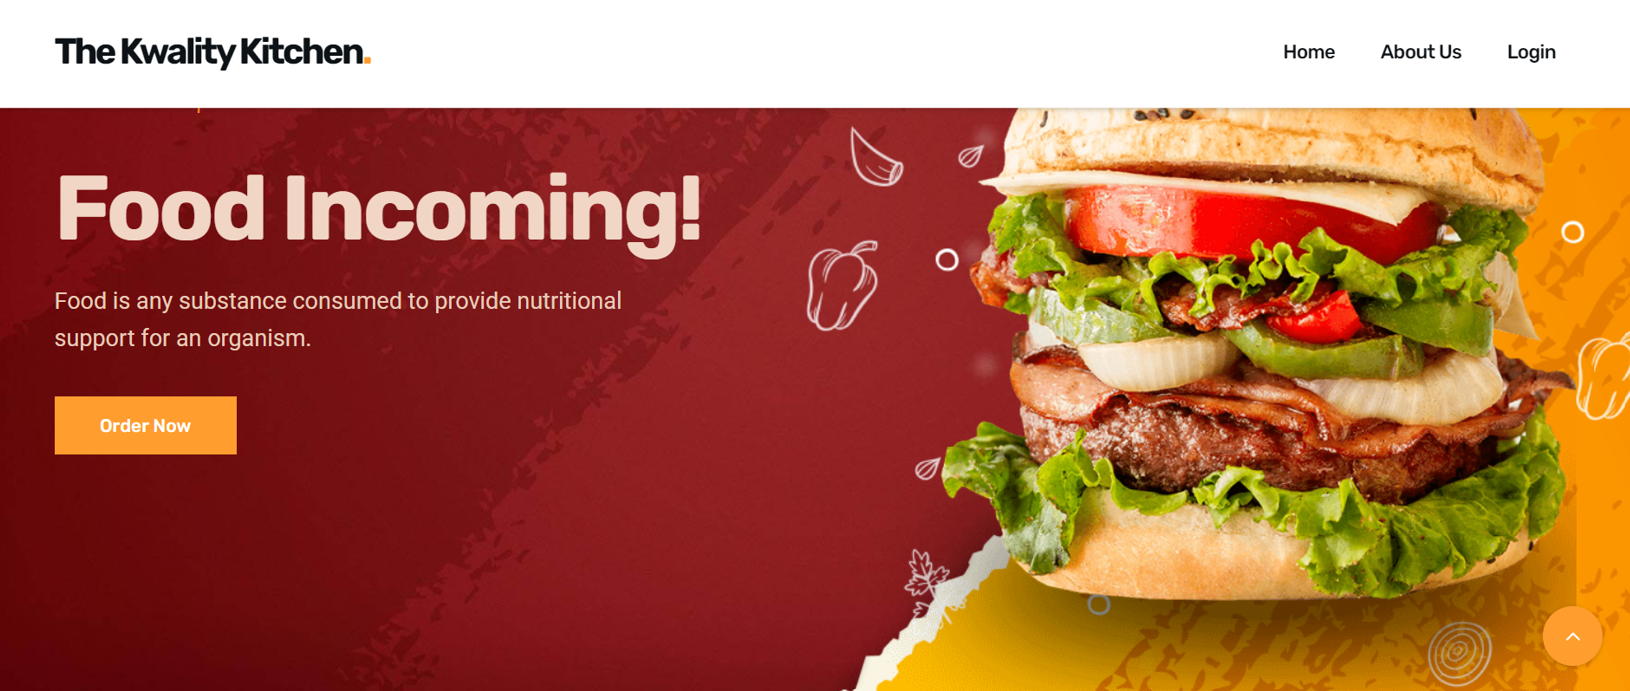 The Kwality Kitchen.
Home About Us Login
Food Incoming!
Food is any substance consumed to provide nutritional
support for an organism.
Order Now